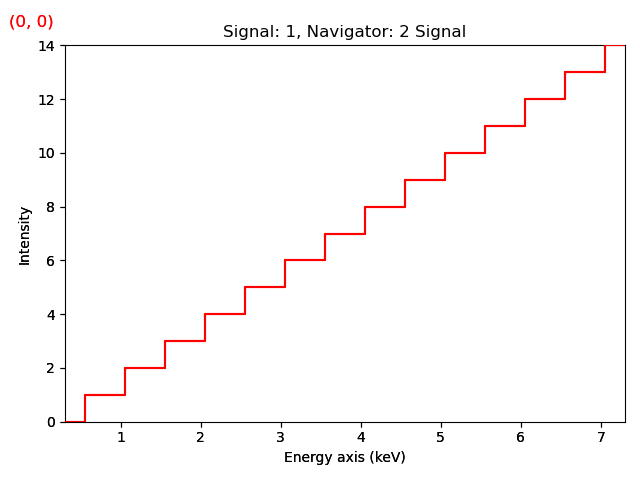 (0, 0)
Signal: 1, Navigator: 2 Signal
14
12
10
8
6
4
2
0
Intensity
1 2 3 4 5 6 7
Energy axis (keV)